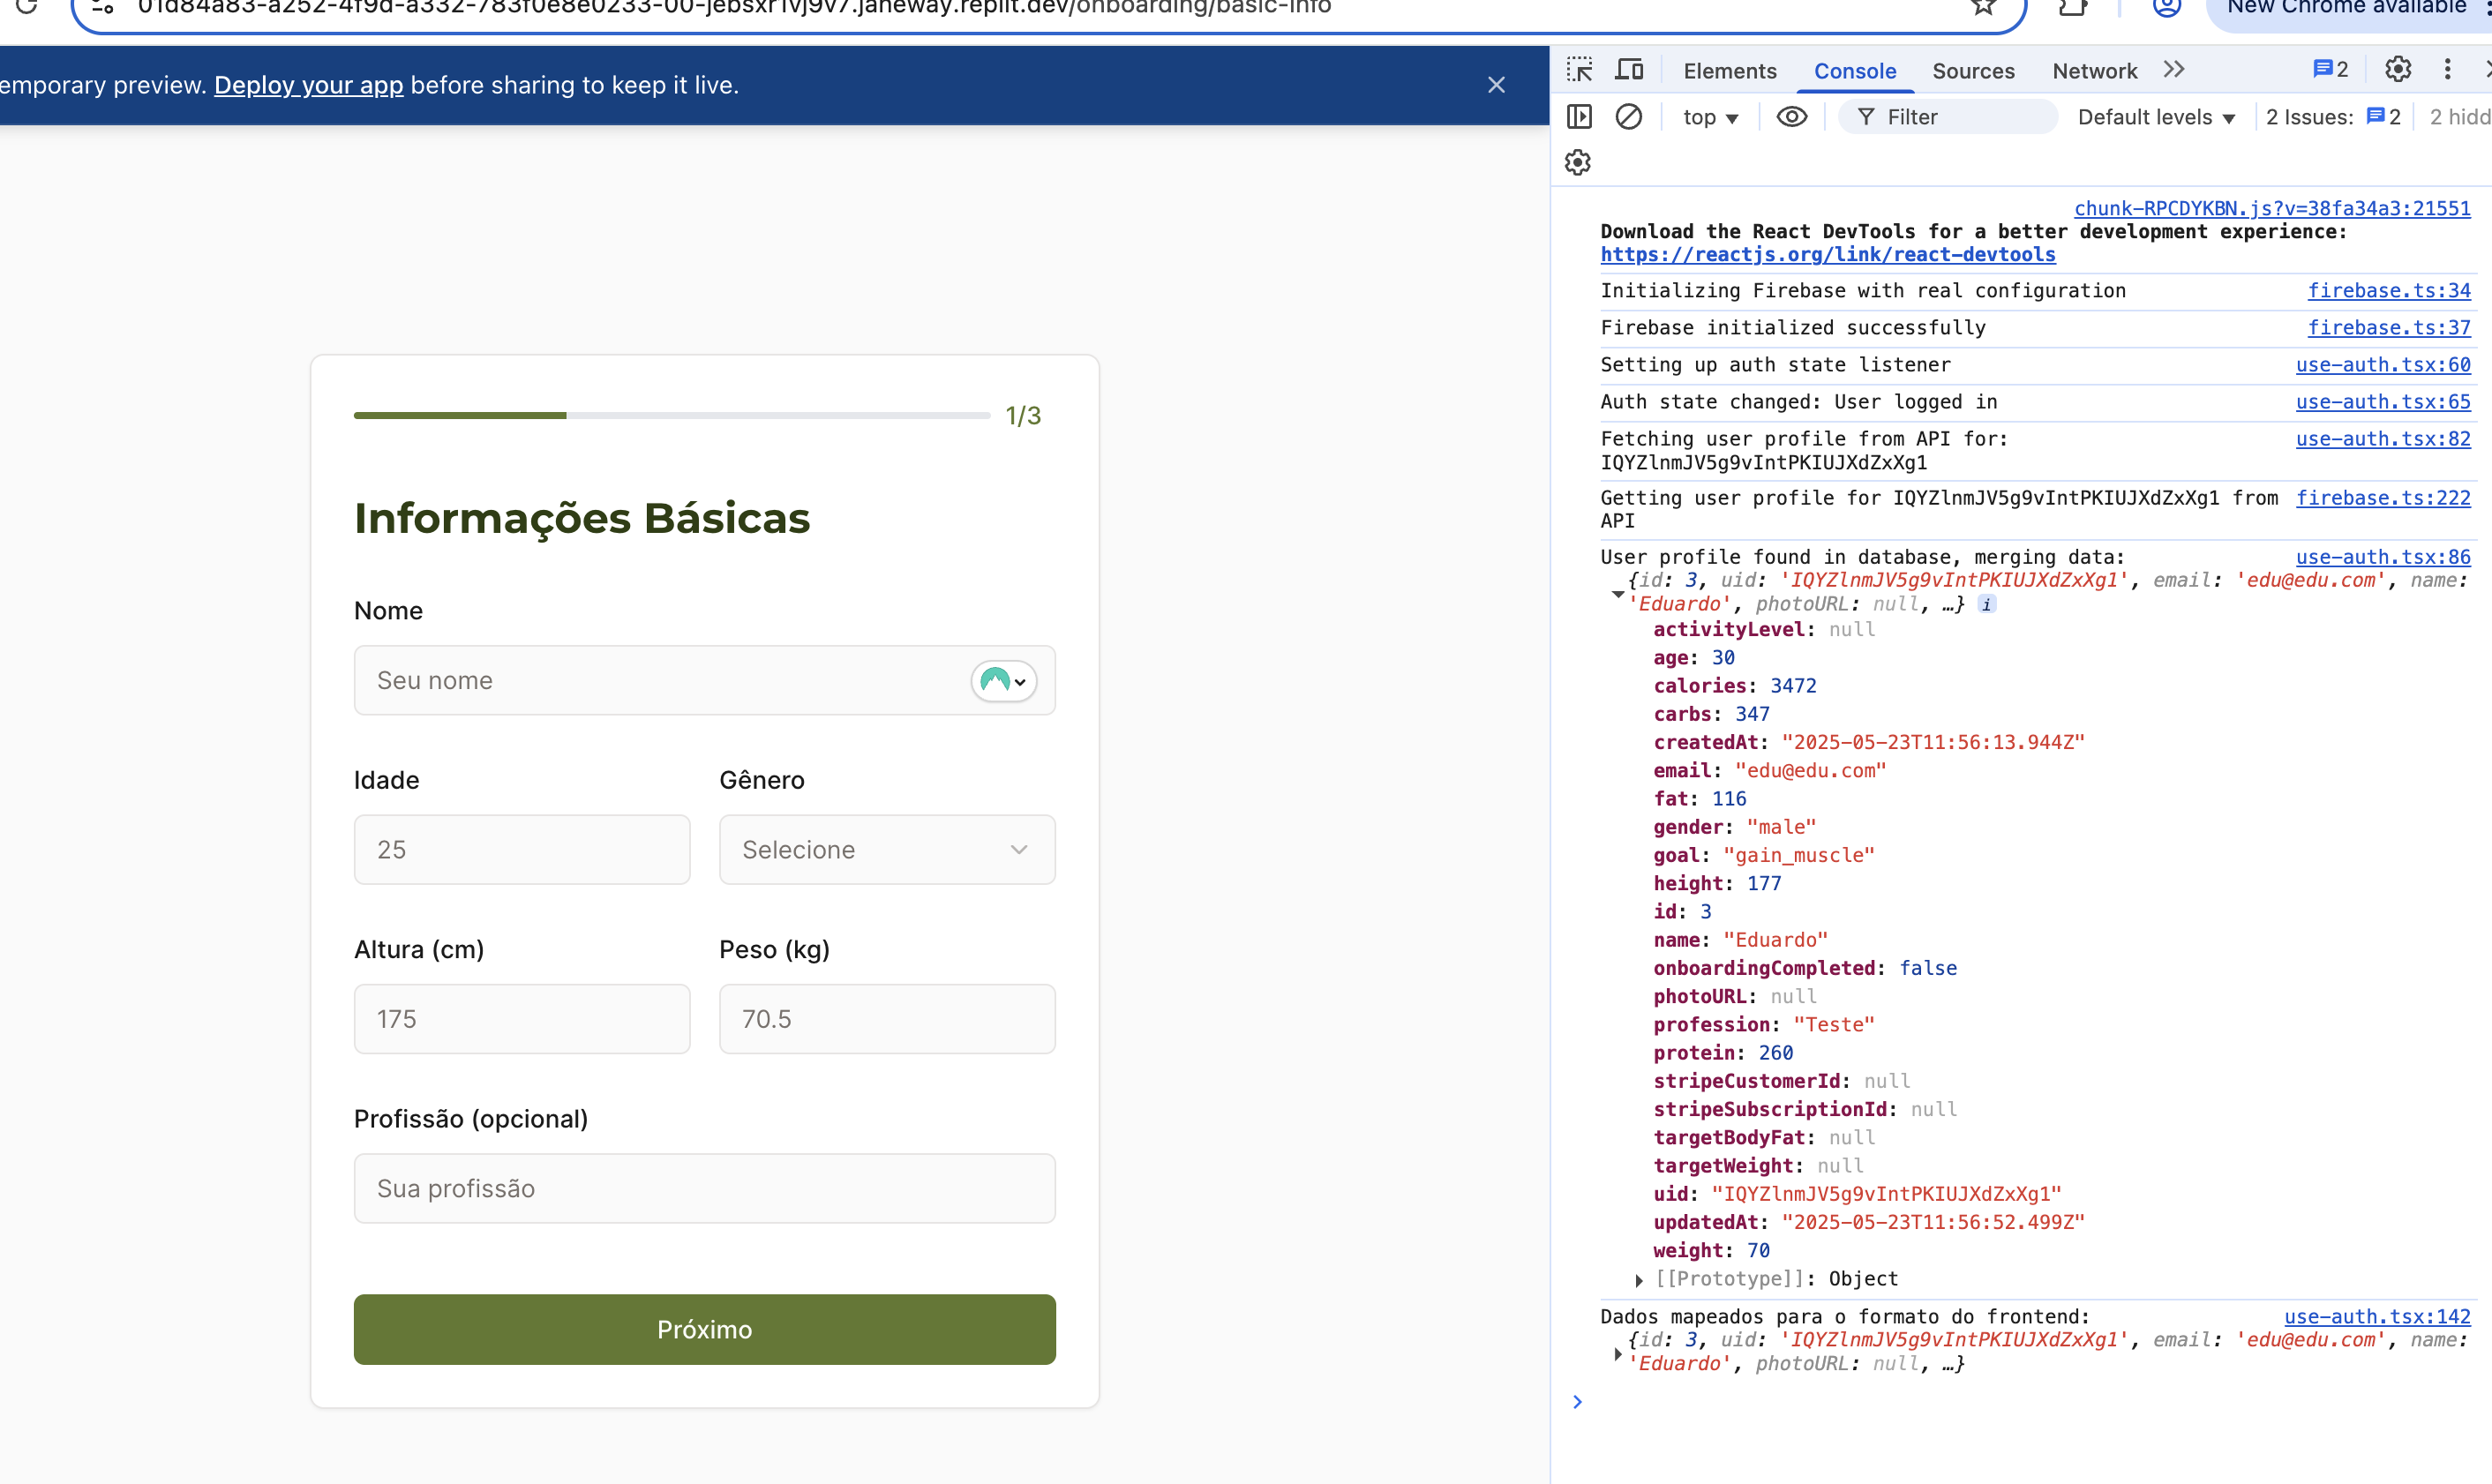 01d84a83-a252-4f9d-a332-783f0e8e0233-00-jebsxr1vj9v7.janeway.replit.dev/onboarding/basic-info
New Chrome available
emporary preview. Deploy your app before sharing to keep it live.
1/3
Informações Básicas
Nome
Seu nome
Idade
Gênero
25
Selecione
Altura (cm)
Peso (kg)
175
70.5
Profissão (opcional)
Sua profissão
Próximo
Elements Console Sources Network 2
top Filter Default levels 2 Issues: 2 2 hidd
chunk-RPCDYKBN.js?v=38fa34a3:21551
Download the React DevTools for a better development experience:
https://reactjs.org/link/react-devtools
Initializing Firebase with real configuration firebase.ts:34
Firebase initialized successfully firebase.ts:37
Setting up auth state listener use-auth.tsx:60
Auth state changed: User logged in use-auth.tsx:65
Fetching user profile from API for: use-auth.tsx:82
IQYZlnmJV5g9vIntPKIUJXdZxXg1
Getting user profile for IQYZlnmJV5g9vIntPKIUJXdZxXg1 from firebase.ts:222
API
User profile found in database, merging data: use-auth.tsx:86
{id: 3, uid: 'IQYZlnmJV5g9vIntPKIUJXdZxXg1', email: 'edu@edu.com', name:
'Eduardo', photoURL: null, …} i
activityLevel: null
age: 30
calories: 3472
carbs: 347
createdAt: "2025-05-23T11:56:13.944Z"
email: "edu@edu.com"
fat: 116
gender: "male"
goal: "gain_muscle"
height: 177
id: 3
name: "Eduardo"
onboardingCompleted: false
photoURL: null
profession: "Teste"
protein: 260
stripeCustomerId: null
stripeSubscriptionId: null
targetBodyFat: null
targetWeight: null
uid: "IQYZlnmJV5g9vIntPKIUJXdZxXg1"
updatedAt: "2025-05-23T11:56:52.499Z"
weight: 70
[[Prototype]]: Object
Dados mapeados para o formato do frontend: use-auth.tsx:142
{id: 3, uid: 'IQYZlnmJV5g9vIntPKIUJXdZxXg1', email: 'edu@edu.com', name:
'Eduardo', photoURL: null, …}